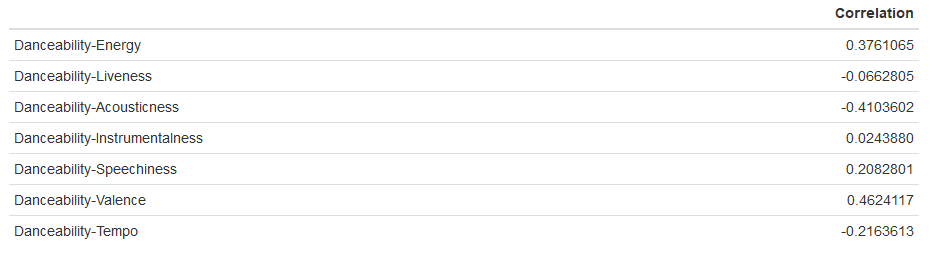 Correlation
Danceability-Energy 0.3761065
Danceability-Liveness -0.0662805
Danceability-Acousticness -0.4103602
Danceability-Instrumentalness 0.0243880
Danceability-Speechiness 0.2082801
Danceability-Valence 0.4624117
Danceability-Tempo -0.2163613